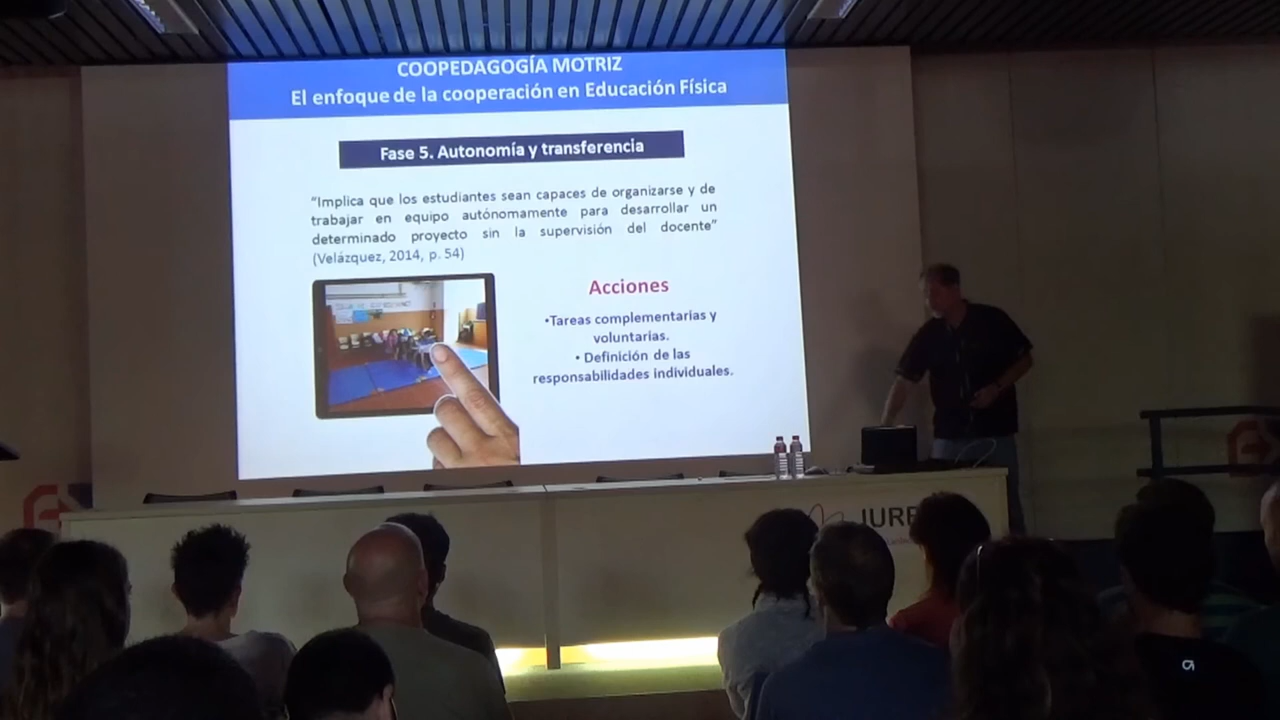 COOPEDAGOGÍA MOTRIZ
El enfoque de la cooperación en Educación Física
Fase 5. Autonomía y transferencia
“Implica que los estudiantes sean capaces de organizarse y de
trabajar en equipo autónomamente para desarrollar un
determinado proyecto sin la supervisión del docente”
(Velázquez, 2014, p. 54)
Acciones
•Tareas complementarias y
voluntarias.
• Definición de las
responsabilidades individuales.